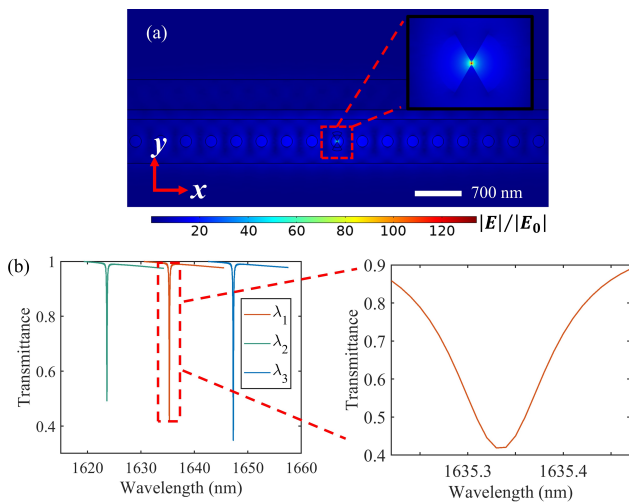 (a)
y
x
700 nm
20 40 60 80 100 120 |E|/|E₀|
(b)
1
0.8
0.6
0.4
Transmittance
1620 1630 1640 1650 1660
Wavelength (nm)
λ₁
λ₂
λ₃
0.9
0.8
0.7
0.6
0.5
0.4
Transmittance
1635.3 1635.4
Wavelength (nm)